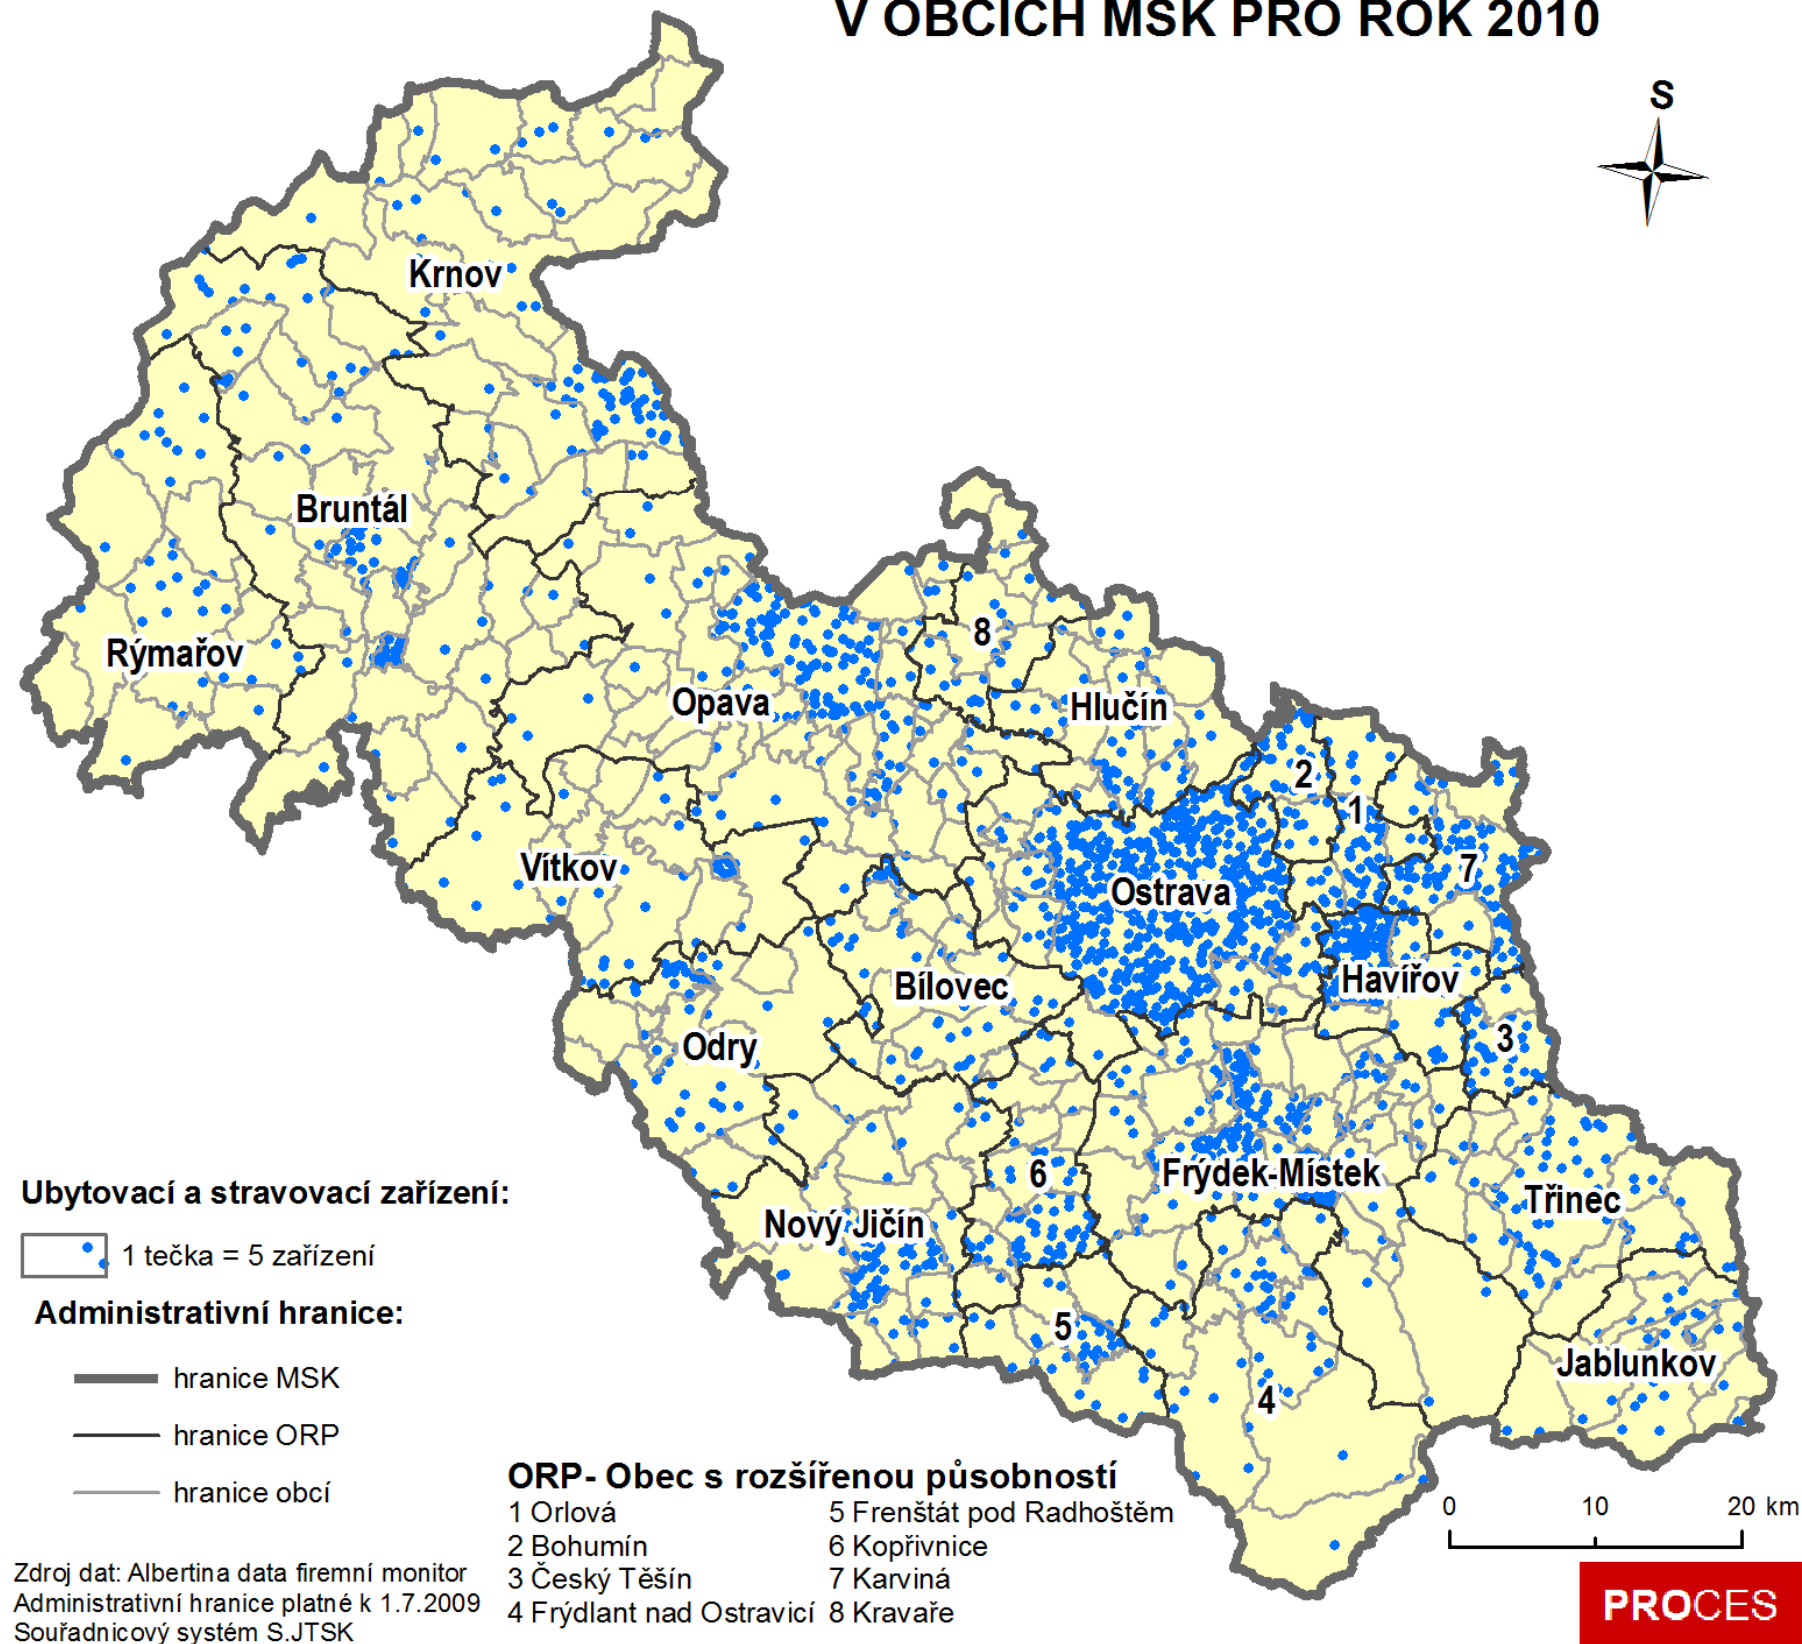 V OBCÍCH MSK PRO ROK 2010
S
Krnov
Bruntál
Rýmařov
8
Opava
Hlučín
2
1
7
Vítkov
Ostrava
Havířov
Bílovec
3
Odry
6
Frýdek-Místek
Třinec
Nový Jičín
5
Jablunkov
4
Ubytovací a stravovací zařízení:
1 tečka = 5 zařízení
Administrativní hranice:
hranice MSK
hranice ORP
hranice obcí
ORP- Obec s rozšířenou působností
1 Orlová
2 Bohumín
3 Český Těšín
4 Frýdlant nad Ostravicí
5 Frenštát pod Radhoštěm
6 Kopřivnice
7 Karviná
8 Kravaře
0 10 20 km
Zdroj dat: Albertina data firemní monitor
Administrativní hranice platné k 1.7.2009
Souřadnicový systém S.JTSK
PROCES